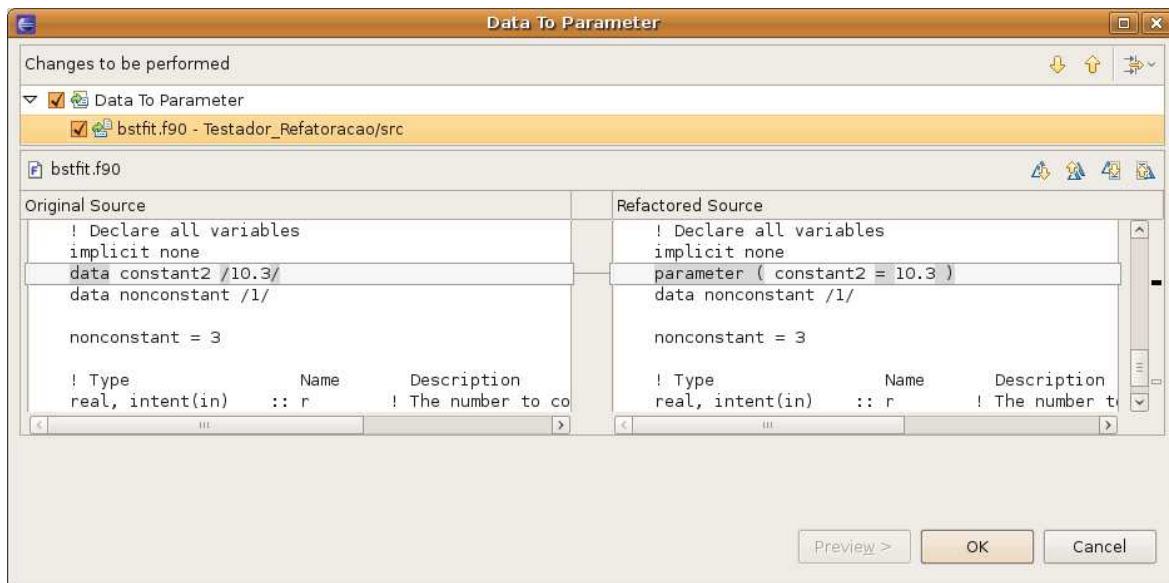 Data To Parameter
Changes to be performed
Data To Parameter
bstfit.f90 - Testador_Refatoracao/src
bstfit.f90
Original Source
! Declare all variables
implicit none
data constant2 /10.3/
data nonconstant /1/
nonconstant = 3
! Type Name Description
real, intent(in) :: r ! The number to co
Refactored Source
! Declare all variables
implicit none
parameter ( constant2 = 10.3 )
data nonconstant /1/
nonconstant = 3
! Type Name Description
real, intent(in) :: r ! The number t
Preview >
OK
Cancel